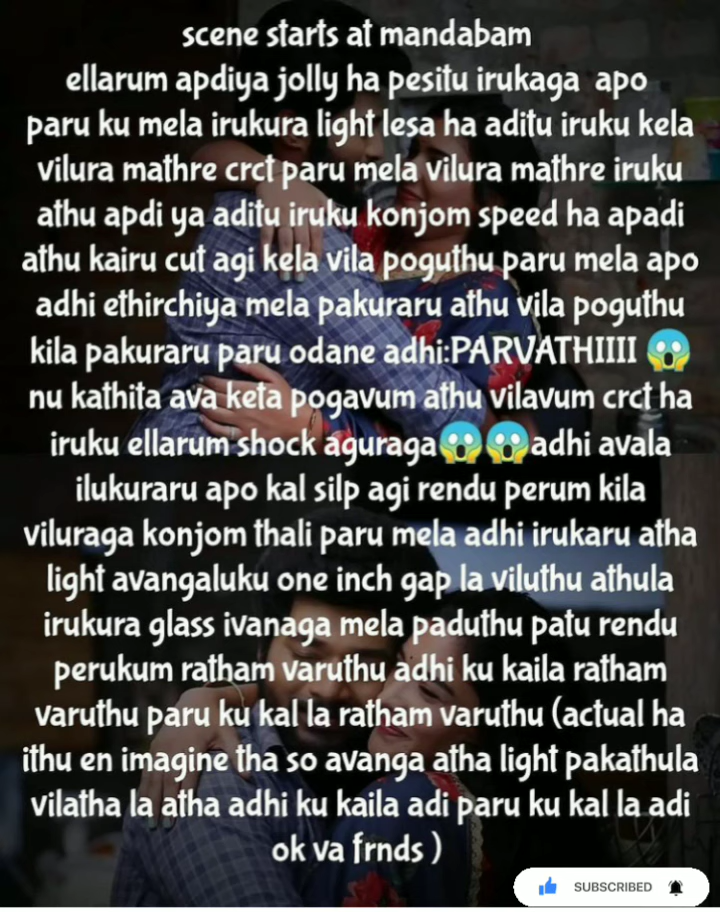 scene starts at mandabam
ellarum apdiya jolly ha pesitu irukaga apo
paru ku mela irukura light lesa ha aditu iruku kela
vilura mathre crct paru mela vilura mathre iruku
athu apdi ya aditu iruku konjom speed ha apadi
athu kairu cut agi kela vila poguthu paru mela apo
adhi ethirchiya mela pakuraru athu vila poguthu
kila pakuraru paru odane adhi:PARVATHIIII 😱
nu kathita ava keta pogavum athu vilavum crct ha
iruku ellarum shock aguraga😱😱adhi avala
ilukuraru apo kal silp agi rendu perum kila
viluraga konjom thali paru mela adhi irukaru atha
light avangaluku one inch gap la viluthu athula
irukura glass ivanaga mela paduthu patu rendu
perukum ratham varuthu adhi ku kaila ratham
varuthu paru ku kal la ratham varuthu (actual ha
ithu en imagine tha so avanga atha light pakathula
vilatha la atha adhi ku kaila adi paru ku kal la adi
ok va frnds )
SUBSCRIBED